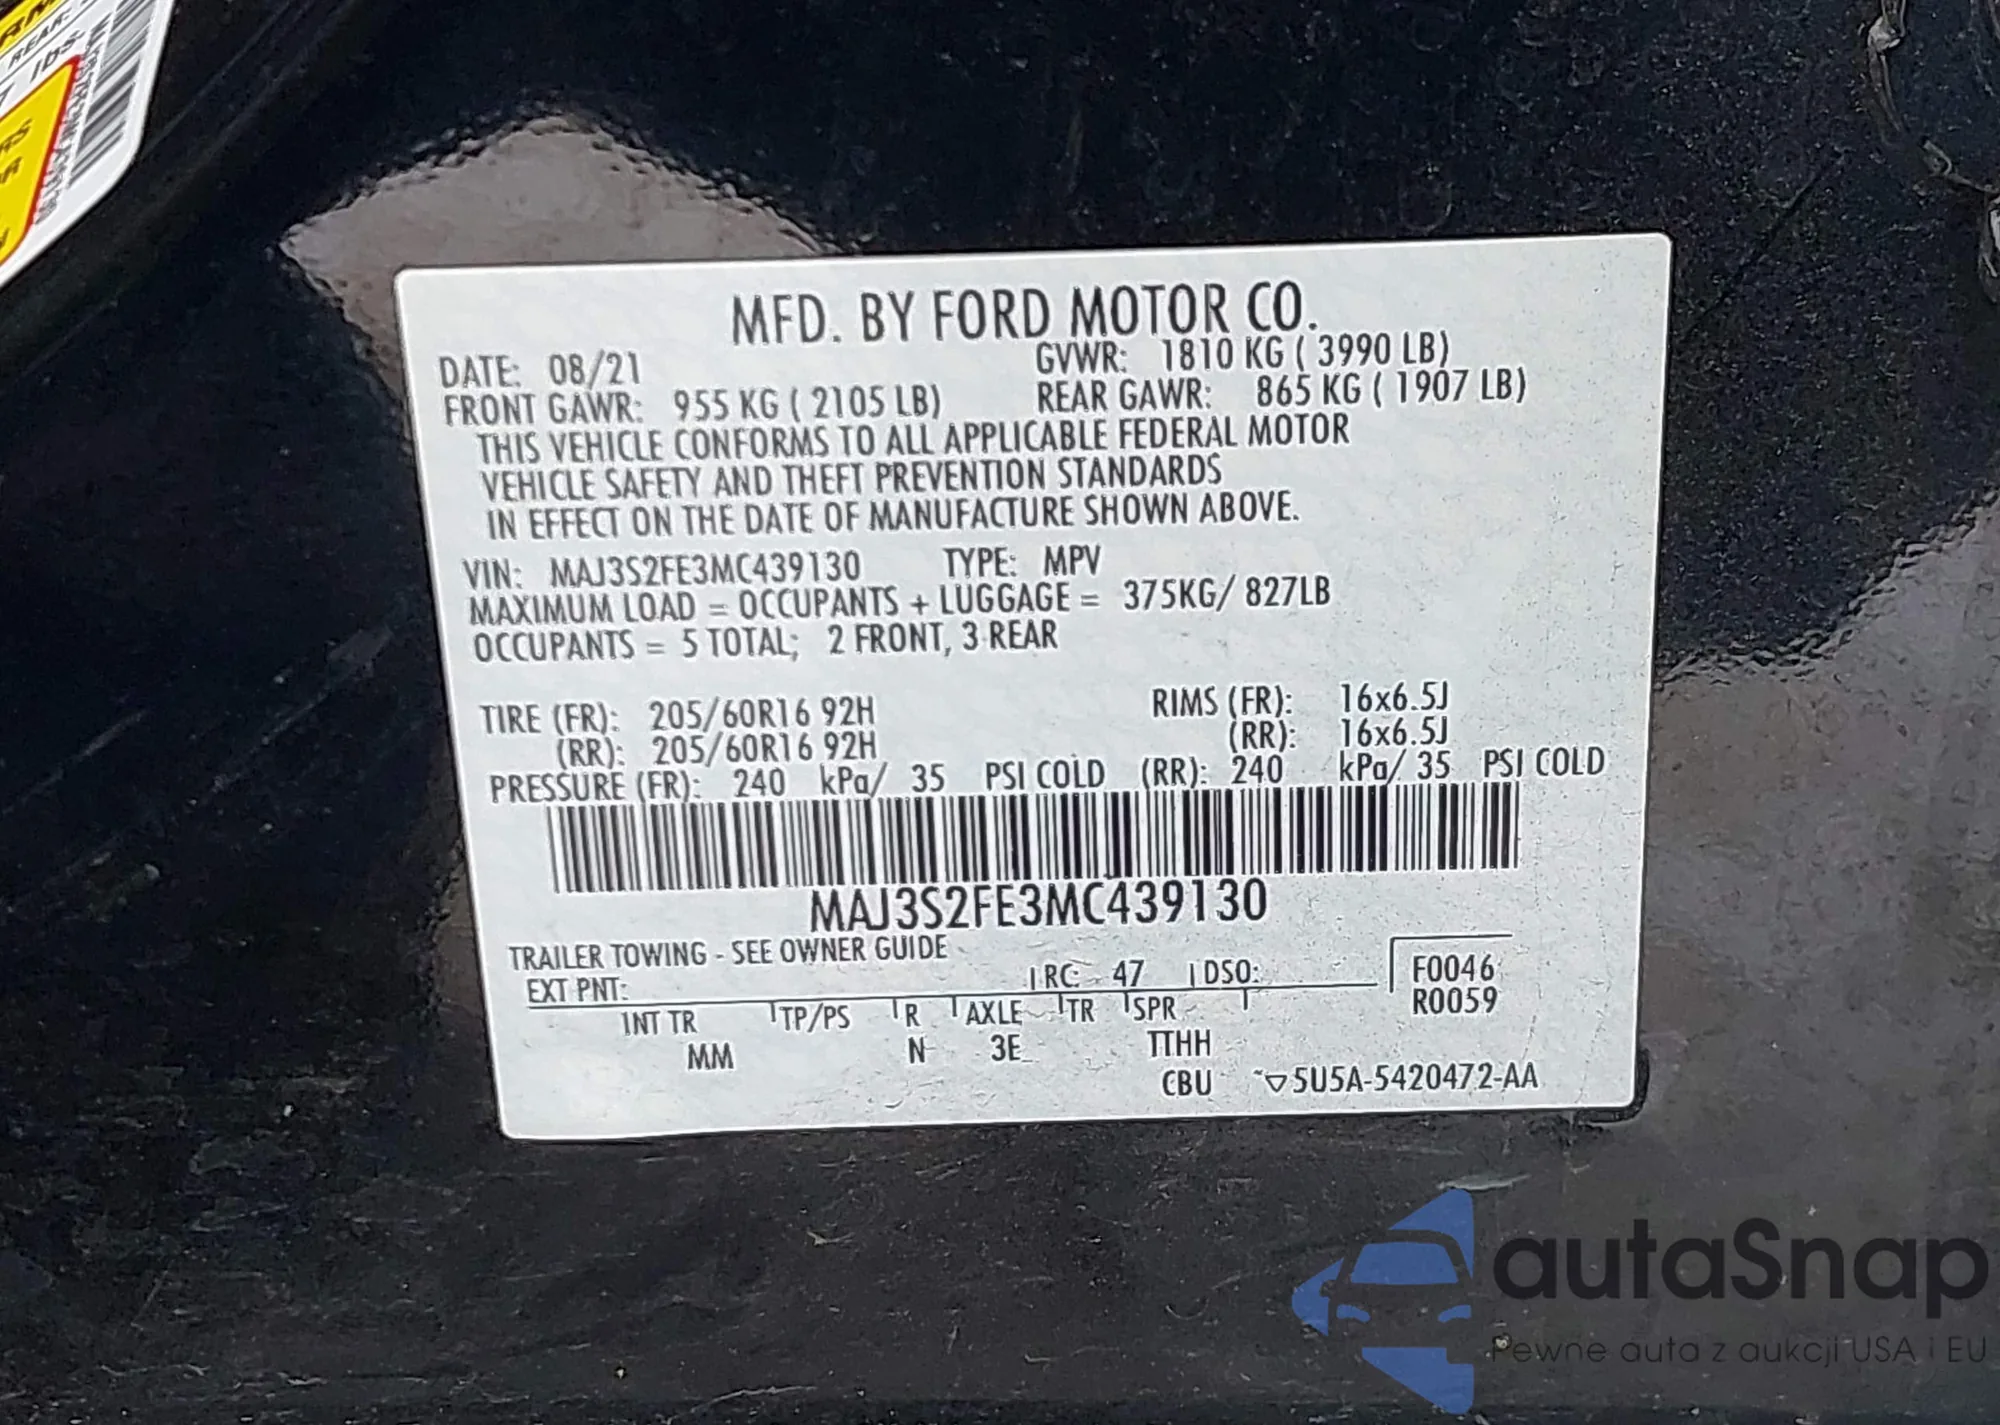 MFD. BY FORD MOTOR CO.
DATE: 08/21 GVWR: 1810 KG ( 3990 LB)
FRONT GAWR: 955 KG ( 2105 LB) REAR GAWR: 865 KG ( 1907 LB)
THIS VEHICLE CONFORMS TO ALL APPLICABLE FEDERAL MOTOR
VEHICLE SAFETY AND THEFT PREVENTION STANDARDS
IN EFFECT ON THE DATE OF MANUFACTURE SHOWN ABOVE.
VIN: MAJ3S2FE3MC439130 TYPE: MPV
MAXIMUM LOAD = OCCUPANTS + LUGGAGE = 375KG/ 827LB
OCCUPANTS = 5 TOTAL; 2 FRONT, 3 REAR
TIRE (FR): 205/60R16 92H RIMS (FR): 16x6.5J
(RR): 205/60R16 92H (RR): 16x6.5J
PRESSURE (FR): 240 kPa/ 35 PSI COLD (RR): 240 kPa/ 35 PSI COLD
MAJ3S2FE3MC439130
TRAILER TOWING - SEE OWNER GUIDE
EXT PNT: RC: 47 DSO: F0046
R0059
INT TR TP/PS R AXLE TR SPR
MM N 3E TTHH
CBU 5U5A-5420472-AA
autaSnap
Pewne auta z aukcji USA i EU